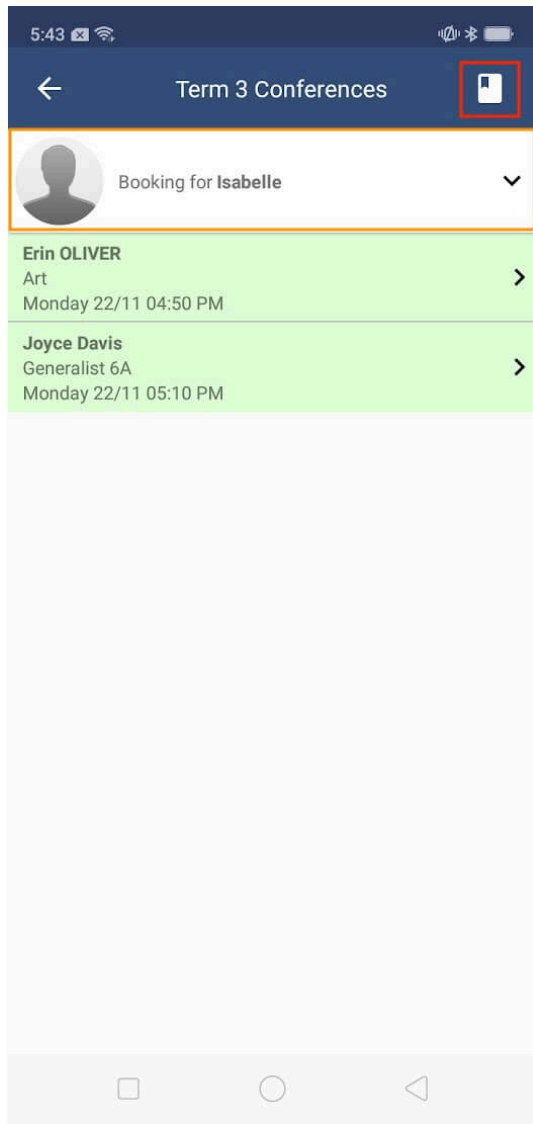 5:43
Term 3 Conferences
Booking for Isabelle
Erin OLIVER
Art
Monday 22/11 04:50 PM
Joyce Davis
Generalist 6A
Monday 22/11 05:10 PM